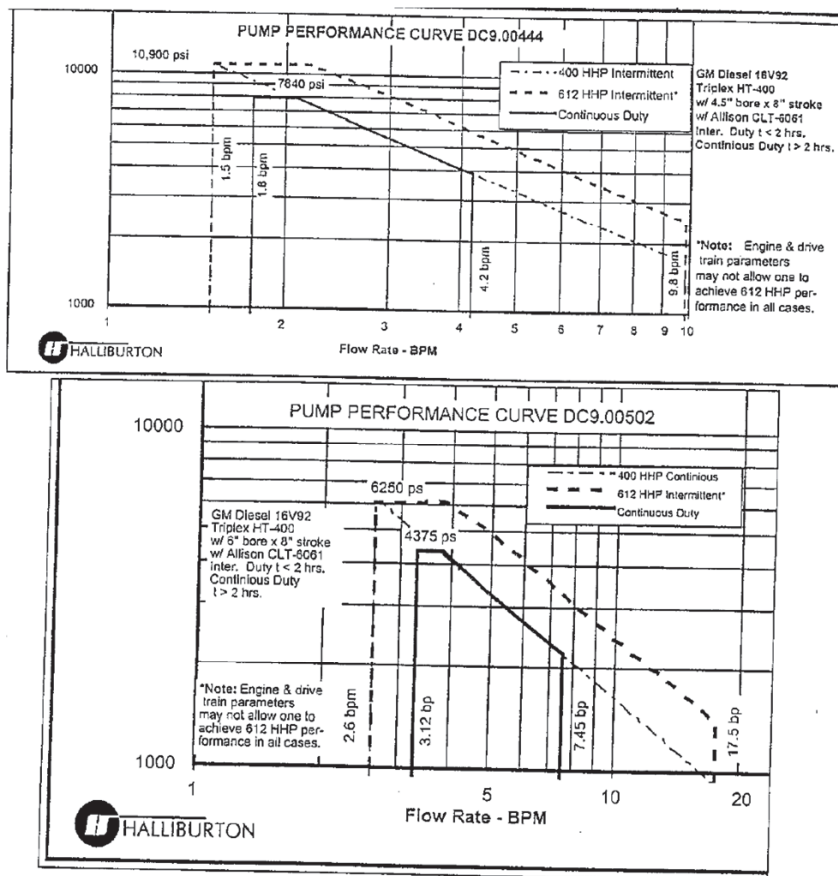 PUMP PERFORMANCE CURVE DC9.00444
10,900 psi
10000
7840 psi
400 HHP Intermittent
612 HHP Intermittent*
Continuous Duty
GM Diesel 16V92
Triplex HT-400
w/ 4.5" bore x 8" stroke
w/ Allison CLT-6061
Inter. Duty t < 2 hrs.
Continious Duty t > 2 hrs.
1.5 bpm
1.8 bpm
4.2 bpm
9.8 bpm
*Note: Engine & drive
train parameters
may not allow one to
achieve 612 HHP per-
formance in all cases.
1000
1 2 3 4 5 6 7 8 9 10
Flow Rate - BPM
HALLIBURTON
PUMP PERFORMANCE CURVE DC9.00502
10000
6250 ps
4375 ps
400 HHP Continious
612 HHP Intermittent*
Continuous Duty
GM Diesel 16V92
Triplex HT-400
w/ 6" bore x 8" stroke
w/ Allison CLT-6061
Inter. Duty t < 2 hrs.
Continious Duty
t > 2 hrs.
*Note: Engine & drive
train parameters
may not allow one to
achieve 612 HHP per-
formance in all cases.
2.6 bpm
3.12 bp
7.45 bp
17.5 bp
1000
1 5 10 20
Flow Rate - BPM
HALLIBURTON